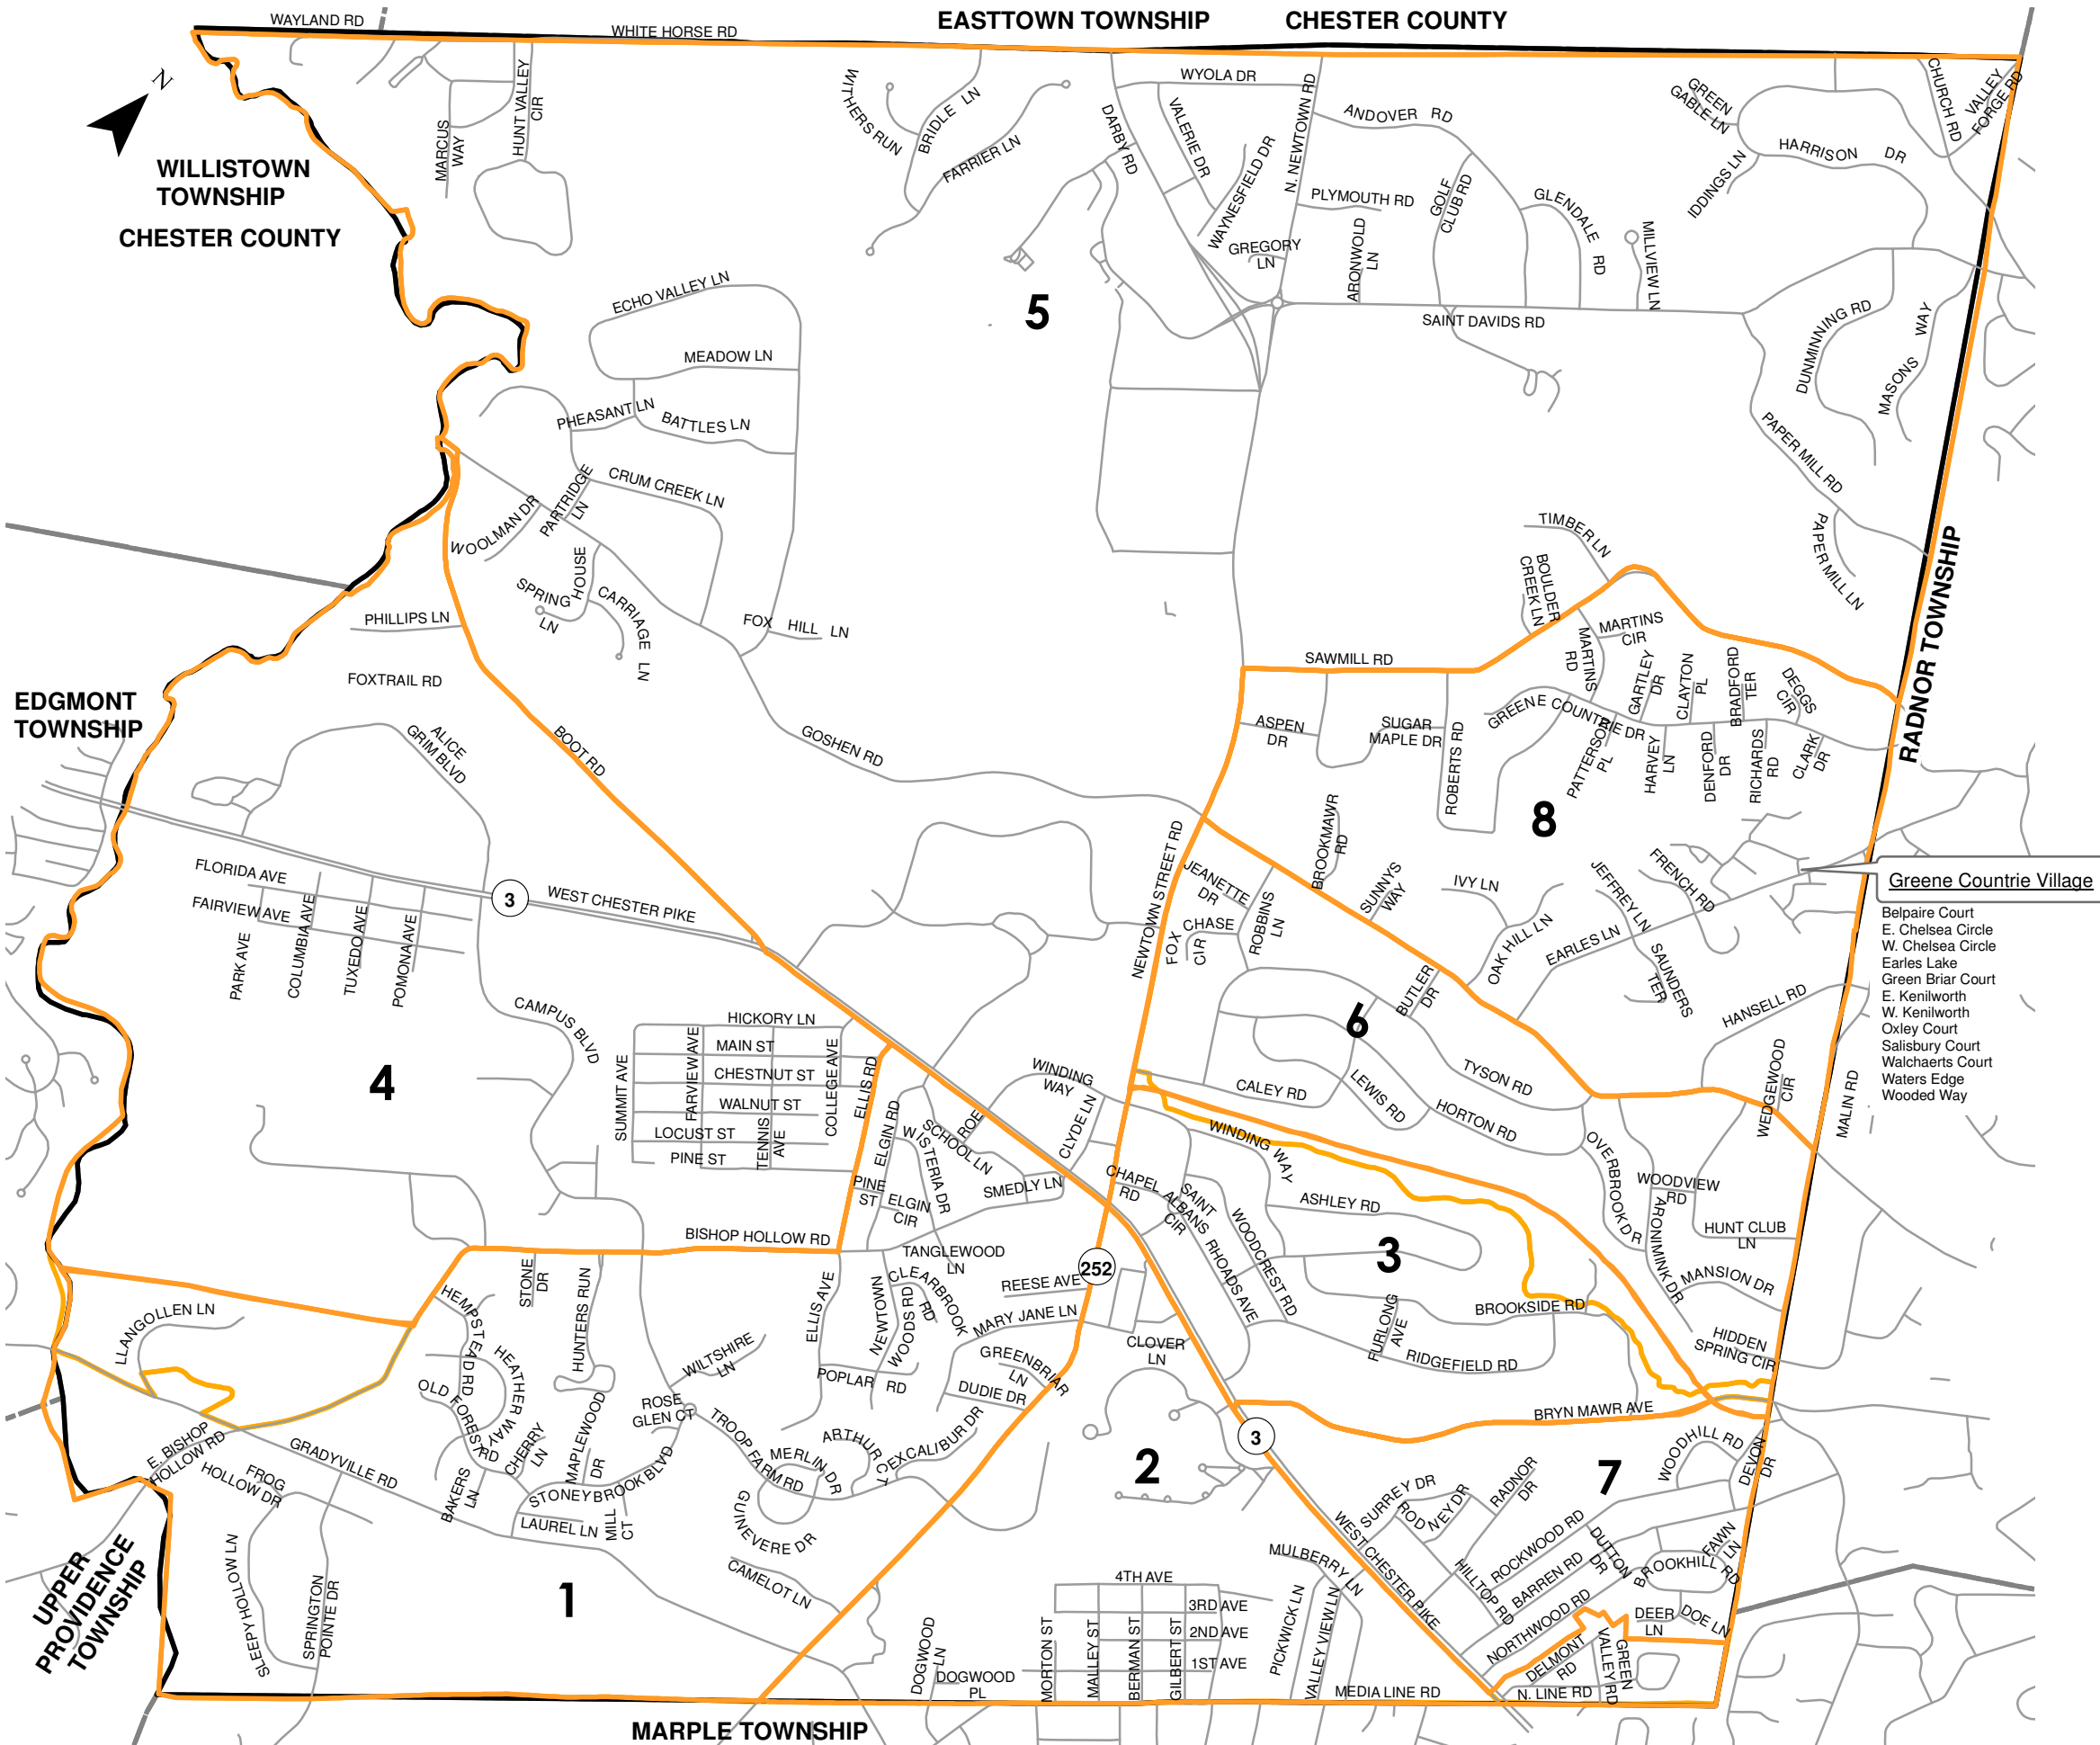 WAYLAND RD
WHITE HORSE RD
EASTTOWN TOWNSHIP
CHESTER COUNTY
N
WILLISTOWN
TOWNSHIP
CHESTER COUNTY
MARCUS
WAY
HUNT VALLEY
CIR
WITHERS RUN
BRIDLE LN
FARRIER LN
DARBY RD
WYOLA DR
VALERIE DR
WAYNESFIELD DR
N. NEWTOWN RD
GREGORY
LN
ANDOVER RD
PLYMOUTH RD
ARONWOLD
LN
GOLF
CLUB RD
GLENDALE RD
MILLVIEW LN
GREEN
GABLE LN
IDDINGS LN
HARRISON DR
CHURCH RD
VALLEY
FORGE RD
SAINT DAVIDS RD
DUNMINNING RD
MASONS WAY
PAPER MILL RD
PAPER MILL LN
RADNOR TOWNSHIP
5
ECHO VALLEY LN
MEADOW LN
PHEASANT LN
BATTLES LN
CRUM CREEK LN
PARTRIDGE
LN
WOOLMAN DR
SPRING HOUSE
LN
CARRIAGE LN
FOX HILL LN
PHILLIPS LN
FOXTRAIL RD
EDGMONT
TOWNSHIP
ALICE
GRIM BLVD
BOOT RD
GOSHEN RD
TIMBER LN
BOULDER
CREEK LN
SAWMILL RD
MARTINS
RD
MARTINS
CIR
GARTLEY
DR
CLAYTON
PL
BRADFORD
TER
DEGGS
CIR
GREENE COUNTRIE DR
PATTERSON
PL
HARVEY
LN
DENFORD
DR
RICHARDS
RD
CLARK
DR
ASPEN
DR
SUGAR
MAPLE DR
ROBERTS RD
8
BROOKMAWR
RD
SUNNYS
WAY
IVY LN
OAK HILL LN
EARLES LN
JEFFREY LN
FRENCH RD
SAUNDERS
TER
HANSELL RD
Greene Countrie Village
Belpaire Court
E. Chelsea Circle
W. Chelsea Circle
Earles Lake
Green Briar Court
E. Kenilworth
W. Kenilworth
Oxley Court
Salisbury Court
Walchaerts Court
Waters Edge
Wooded Way
FLORIDA AVE
FAIRVIEW AVE
PARK AVE
COLUMBIA AVE
TUXEDO AVE
POMONA AVE
3
WEST CHESTER PIKE
CAMPUS BLVD
4
NEWTOWN STREET RD
JEANETTE
DR
FOX CHASE
CIR
ROBBINS
LN
6
BUTLER
DR
TYSON RD
CALEY RD
LEWIS RD
HORTON RD
WEDGEWOOD
CIR
MALIN RD
HICKORY LN
MAIN ST
CHESTNUT ST
WALNUT ST
LOCUST ST
PINE ST
SUMMIT AVE
FARVIEW AVE
TENNIS
AVE
COLLEGE AVE
ELLIS RD
ELGIN RD
WISTERIA DR
SCHOOL LN
ROE
WINDING
WAY
CLYDE LN
SMEDLY LN
PINE
ST
ELGIN
CIR
BISHOP HOLLOW RD
WINDING WAY
CHAPEL
RD
SAINT
ALBANS
CIR
RHOADS AVE
WOODCREST RD
ASHLEY RD
3
BROOKSIDE RD
FURLONG
AVE
RIDGEFIELD RD
OVERBROOK DR
WOODVIEW
RD
ARONIMINK DR
HUNT CLUB
LN
MANSION DR
HIDDEN
SPRING CIR
252
STONE
DR
HUNTERS RUN
ELLIS AVE
NEWTOWN
WOODS RD
CLEARBROOK
RD
TANGLEWOOD
LN
REESE AVE
MARY JANE LN
GREENBRIAR
LN
DUDIE DR
POPLAR RD
CLOVER
LN
LLANGOLLEN LN
HEMPSTEAD RD
HEATHER WAY
OLD FOREST RD
CHERRY
LN
MAPLEWOOD
DR
WILTSHIRE
LN
ROSE
GLEN CT
TROOP FARM RD
MERLIN DR
ARTHUR CT
EXCALIBUR DR
GUINEVERE DR
CAMELOT LN
STONEYBROOK BLVD
MILL
CT
LAUREL LN
BAKERS
LN
GRADYVILLE RD
E. BISHOP
HOLLOW RD
FROG
HOLLOW DR
SLEEPY HOLLOW LN
SPRINGTON
POINTE DR
UPPER
PROVIDENCE
TOWNSHIP
1
2
3
BRYN MAWR AVE
7
WOODHILL RD
DEVON
DR
SURREY DR
RODNEY DR
RADNOR
DR
WEST CHESTER PIKE
HILLTOP RD
ROCKWOOD RD
BARREN RD
DUTTON
DR
NORTHWOOD RD
BROOKHILL RD
FAWN
LN
DEER
LN
DOE LN
DELMONT
RD
GREEN
VALLEY RD
N. LINE RD
MEDIA LINE RD
MULBERRY LN
PICKWICK LN
VALLEY VIEW LN
4TH AVE
3RD AVE
2ND AVE
1ST AVE
MORTON ST
MALLEY ST
BERMAN ST
GILBERT ST
DOGWOOD
LN
DOGWOOD
PL
MARPLE TOWNSHIP